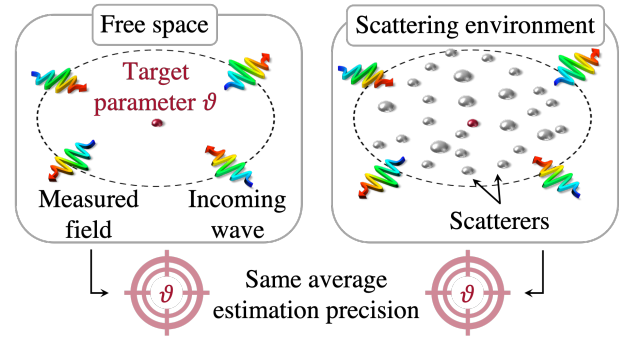 Free space
Scattering environment
Target
parameter ϑ
Measured
field
Incoming
wave
Scatterers
ϑ
Same average
estimation precision
ϑ